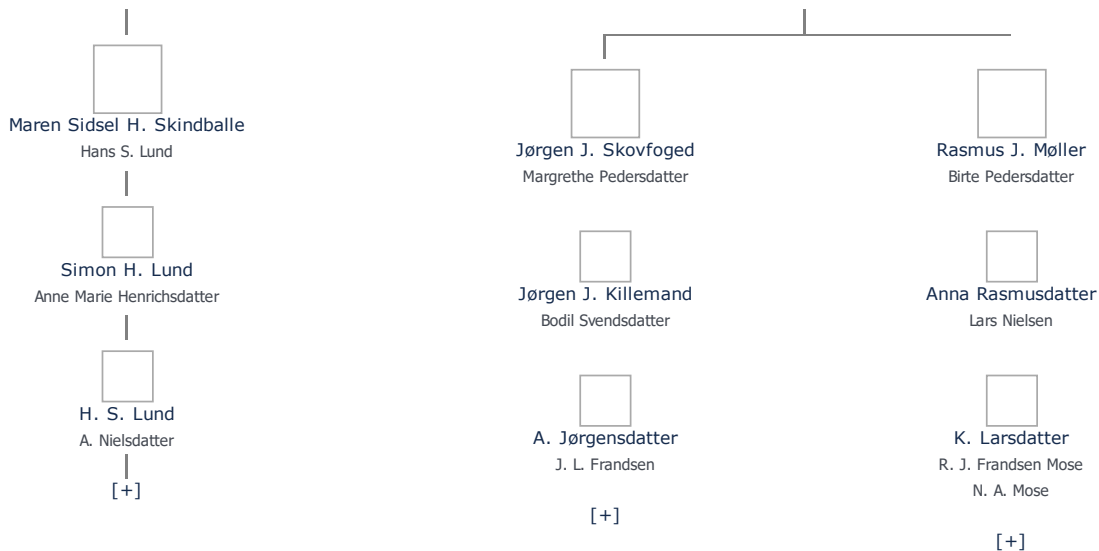 Maren Sidsel H. Skindballe
Hans S. Lund
Simon H. Lund
Anne Marie Henrichsdatter
H. S. Lund
A. Nielsdatter
[+]
Jørgen J. Skovfoged
Margrethe Pedersdatter
Jørgen J. Killemand
Bodil Svendsdatter
A. Jørgensdatter
J. L. Frandsen
[+]
Rasmus J. Møller
Birte Pedersdatter
Anna Rasmusdatter
Lars Nielsen
K. Larsdatter
R. J. Frandsen Mose
N. A. Mose
[+]